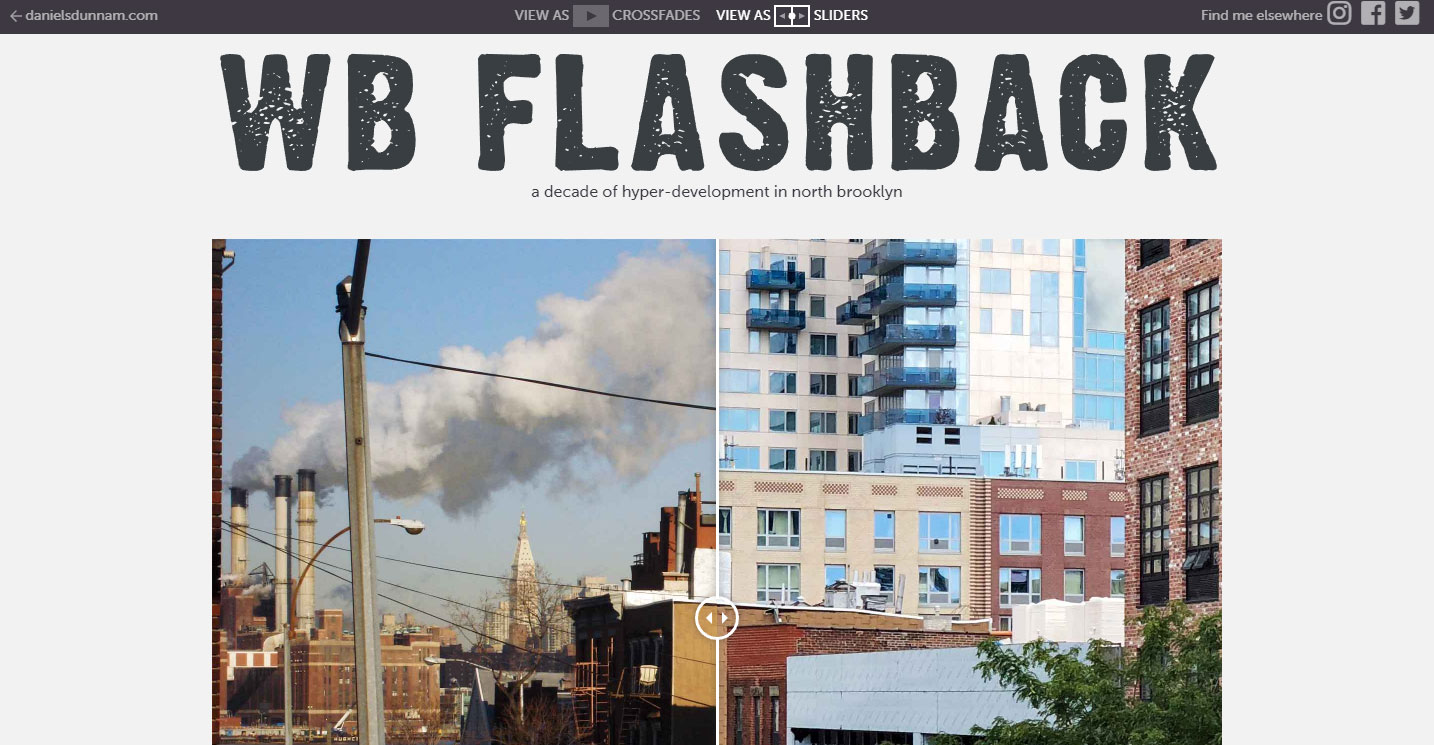 danielsdunnam.com
VIEW AS CROSSFADES
VIEW AS SLIDERS
Find me elsewhere
WB FLASHBACK
a decade of hyper-development in north brooklyn
HUGHES